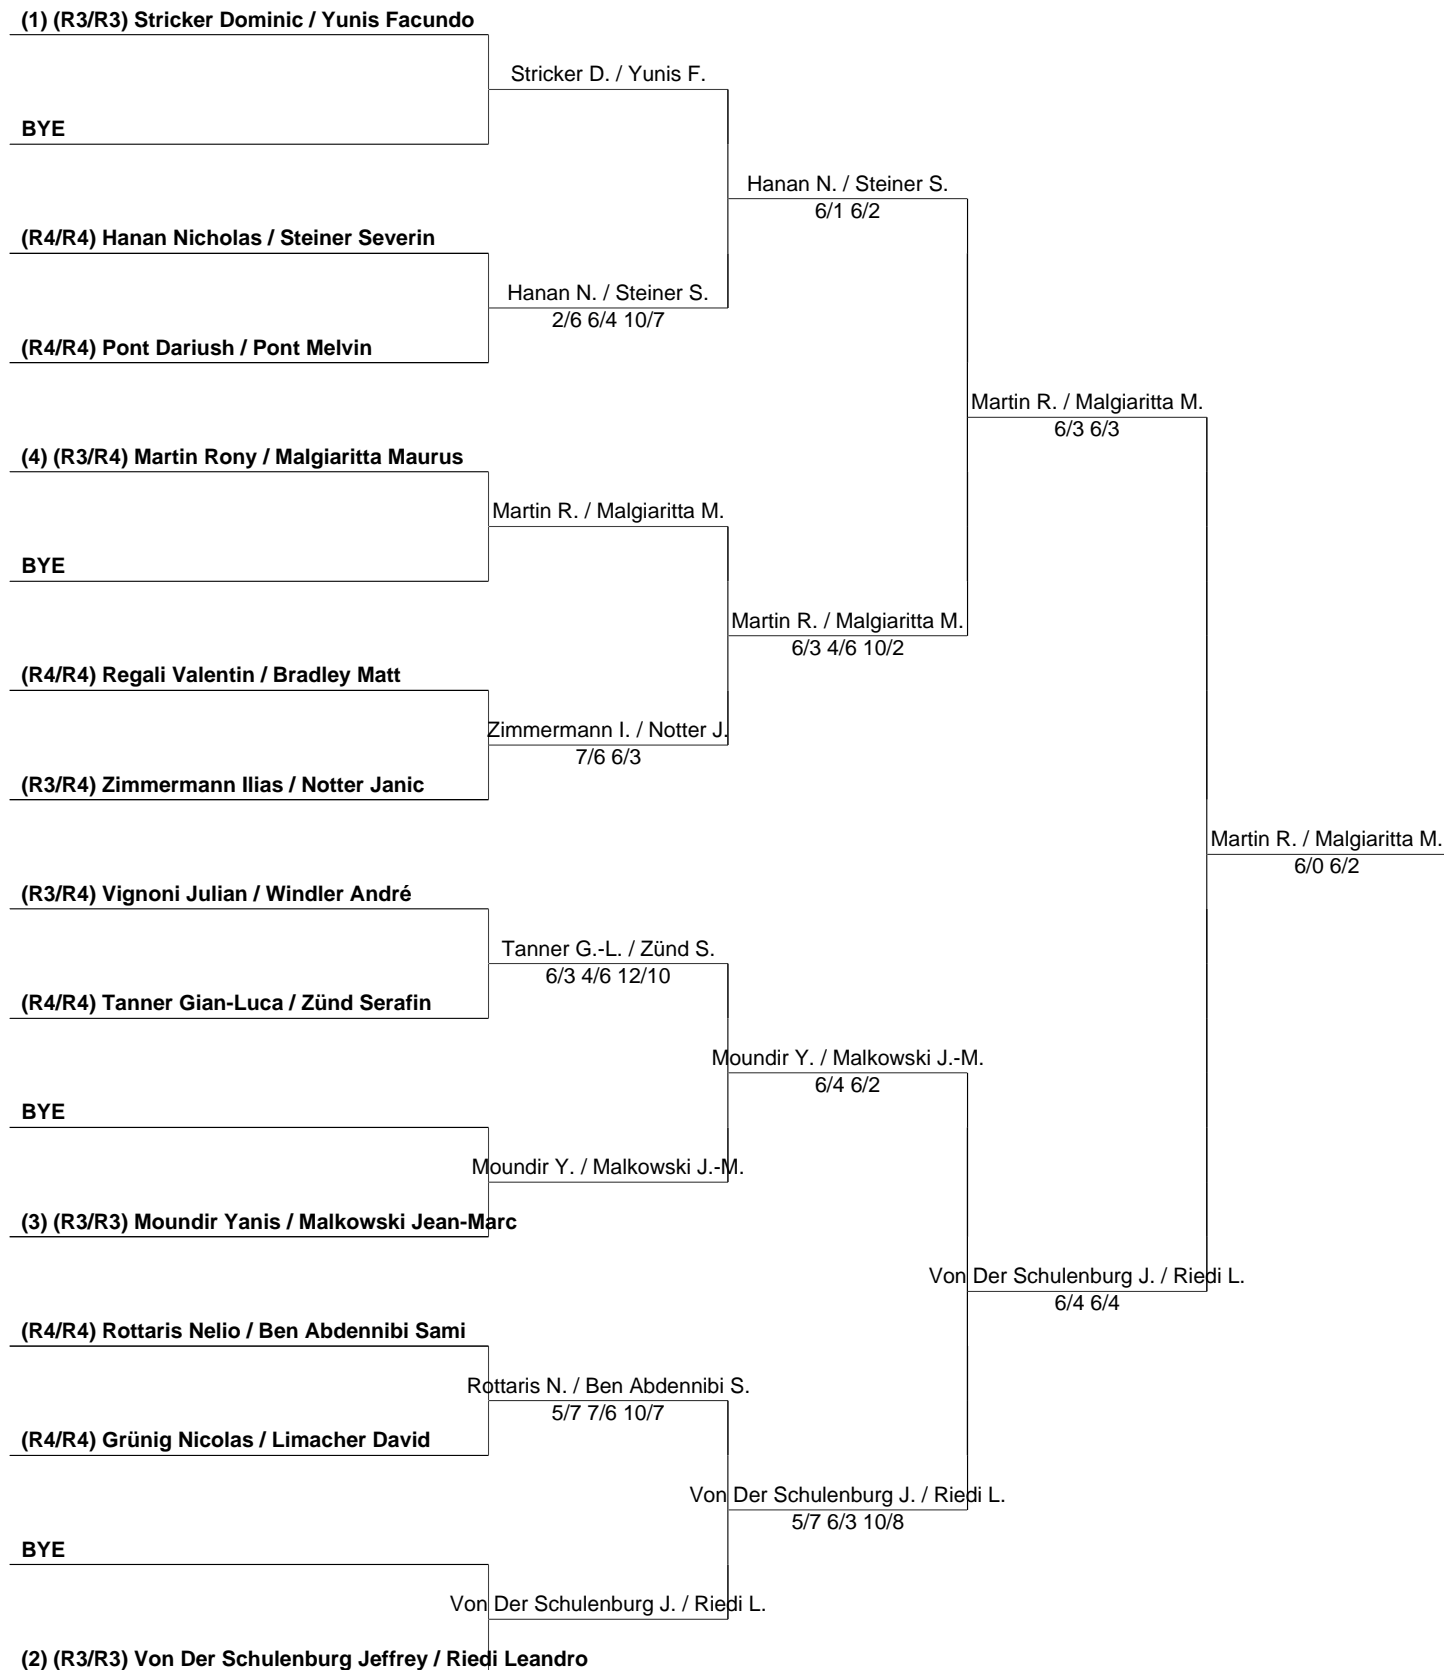 (1) (R3/R3) Stricker Dominic / Yunis Facundo
Stricker D. / Yunis F.
BYE
Hanan N. / Steiner S.
6/1 6/2
(R4/R4) Hanan Nicholas / Steiner Severin
Hanan N. / Steiner S.
2/6 6/4 10/7
(R4/R4) Pont Dariush / Pont Melvin
Martin R. / Malgiaritta M.
6/3 6/3
(4) (R3/R4) Martin Rony / Malgiaritta Maurus
Martin R. / Malgiaritta M.
BYE
Martin R. / Malgiaritta M.
6/3 4/6 10/2
(R4/R4) Regali Valentin / Bradley Matt
Zimmermann I. / Notter J.
7/6 6/3
(R3/R4) Zimmermann Ilias / Notter Janic
Martin R. / Malgiaritta M.
6/0 6/2
(R3/R4) Vignoni Julian / Windler André
Tanner G.-L. / Zünd S.
6/3 4/6 12/10
(R4/R4) Tanner Gian-Luca / Zünd Serafin
Moundir Y. / Malkowski J.-M.
6/4 6/2
BYE
Moundir Y. / Malkowski J.-M.
(3) (R3/R3) Moundir Yanis / Malkowski Jean-Marc
Von Der Schulenburg J. / Riedi L.
6/4 6/4
(R4/R4) Rottaris Nelio / Ben Abdennibi Sami
Rottaris N. / Ben Abdennibi S.
5/7 7/6 10/7
(R4/R4) Grünig Nicolas / Limacher David
Von Der Schulenburg J. / Riedi L.
5/7 6/3 10/8
BYE
Von Der Schulenburg J. / Riedi L.
(2) (R3/R3) Von Der Schulenburg Jeffrey / Riedi Leandro